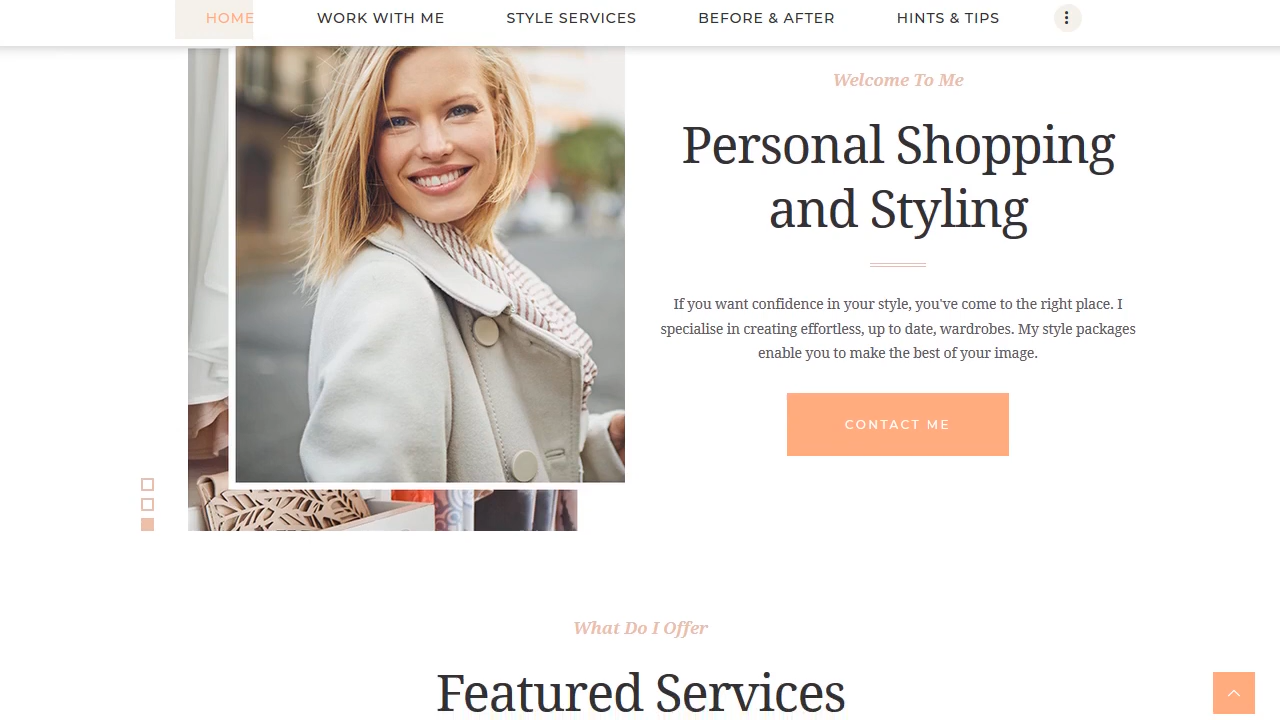 HOME WORK WITH ME STYLE SERVICES BEFORE & AFTER HINTS & TIPS
Welcome To Me
Personal Shopping
and Styling
If you want confidence in your style, you've come to the right place. I
specialise in creating effortless, up to date, wardrobes. My style packages
enable you to make the best of your image.
CONTACT ME
What Do I Offer
Featured Services